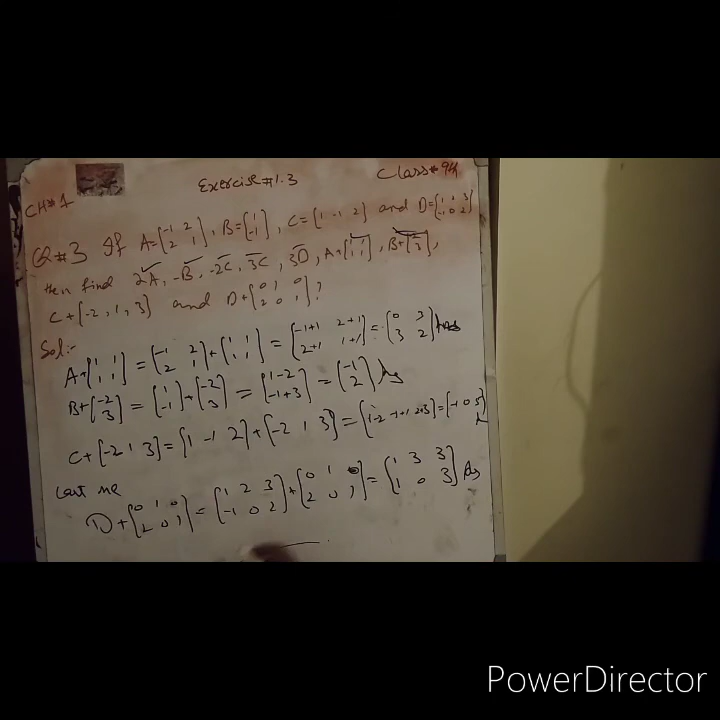 CH#1 Exercise#1.3 Class#9th
Q#3 If A=[-1 2
2 1], B=[1
-1], C=[1 -1 2] and D=[1 2 3
-1 0 2]
then find 2A, -B, -2C, 3C, 3D, A+[1 1
1 1], B+[-2
3],
C+[-2, 1, 3] and D+[0 1 0
2 0 1]?
Sol:-
A+[1 1
1 1]=[-1 2
2 1]+[1 1
1 1]=[-1+1 2+1
2+1 1+1]=[0 3
3 2] Ans
B+[-2
3]=[1
-1]+[-2
3]=[1-2
-1+3]=[-1
2]
C+[-2 1 3]=[1 -1 2]+[-2 1 3]=[1-2 -1+1 2+3]=[-1 0 5]
D+[0 1 0
2 0 1]=[1 2 3
-1 0 2]+[0 1 0
2 0 1]=[1 3 3
1 0 3]
PowerDirector